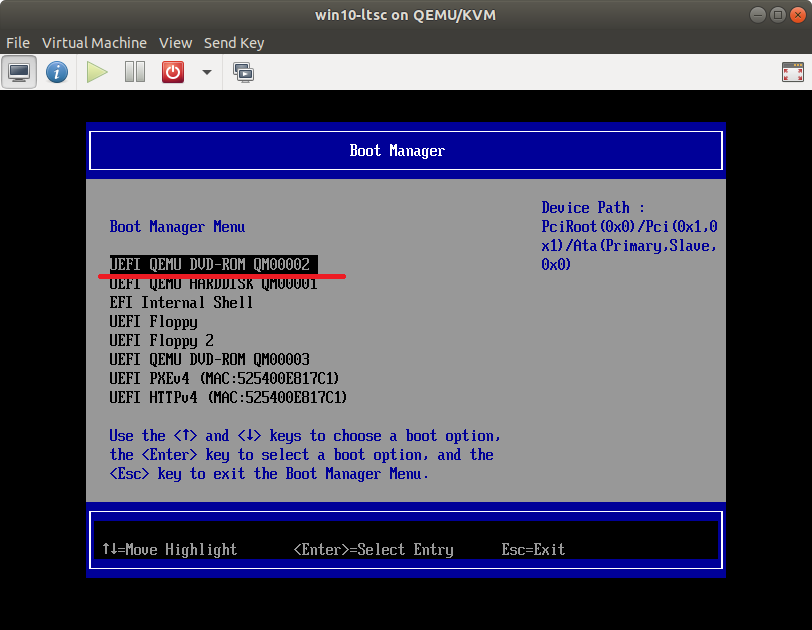 win10-ltsc on QEMU/KVM
File Virtual Machine View Send Key
Boot Manager
Boot Manager Menu
UEFI QEMU DVD-ROM QM00002
UEFI QEMU HARDDISK QM00001
EFI Internal Shell
UEFI Floppy
UEFI Floppy 2
UEFI QEMU DVD-ROM QM00003
UEFI PXEv4 (MAC:525400E817C1)
UEFI HTTPv4 (MAC:525400E817C1)
Use the <↑> and <↓> keys to choose a boot option,
the <Enter> key to select a boot option, and the
<Esc> key to exit the Boot Manager Menu.
Device Path :
PciRoot(0x0)/Pci(0x1,0
x1)/Ata(Primary,Slave,
0x0)
↑↓=Move Highlight <Enter>=Select Entry Esc=Exit